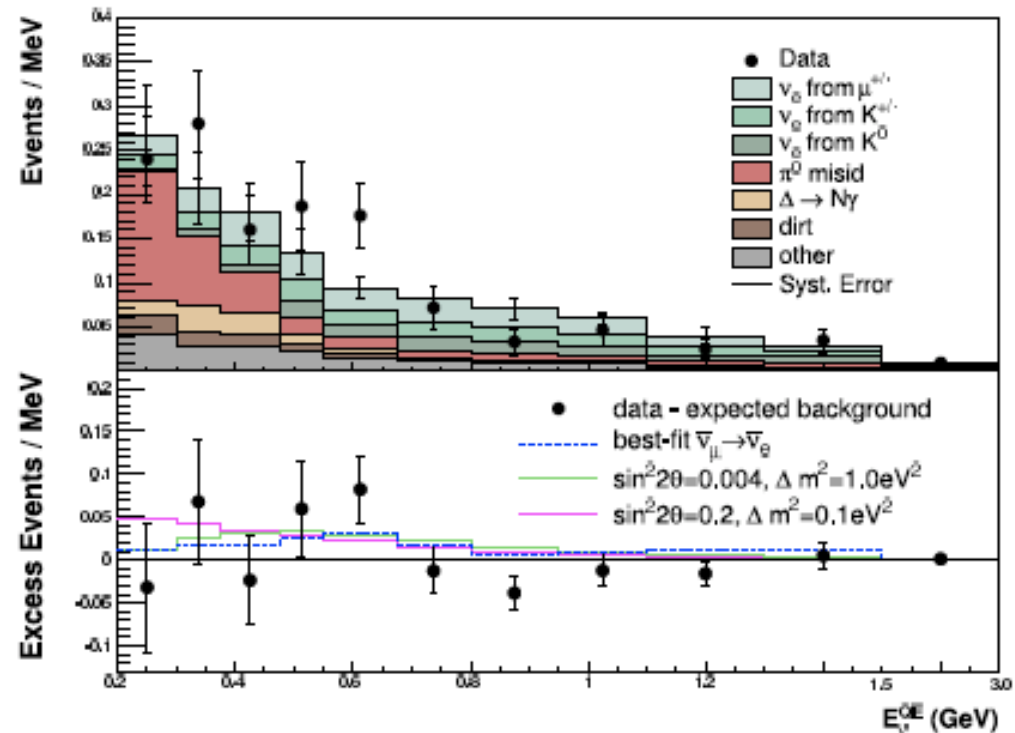 Events / MeV
0.4
0.35
0.3
0.25
0.2
0.15
0.1
0.05
Data
νe from μ+/-
νe from K+/-
νe from K0
π0 misid
Δ → Nγ
dirt
other
Syst. Error
Excess Events / MeV
0.2
0.15
0.1
0.05
0
-0.05
-0.1
data - expected background
best-fit ν̅μ→ν̅e
sin²2θ=0.004, Δ m²=1.0eV²
sin²2θ=0.2, Δ m²=0.1eV²
0.2 0.4 0.6 0.8 1 1.2 1.5 3.0
EνQE (GeV)